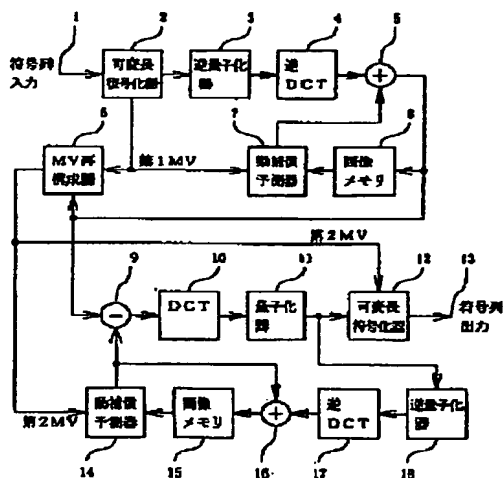 1
2
3
4
5
符号列
入力
可変長
復号化器
逆量子化
器
逆
DCT
+
6
7
8
MV再
構成器
第1MV
動補償
予測器
画像
メモリ
第2MV
9
10
11
12
13
−
DCT
量子化
器
可変長
符号化器
符号列
出力
動補償
予測器
画像
メモリ
+
逆
DCT
逆量子化
器
第2MV
14
15
16
17
18